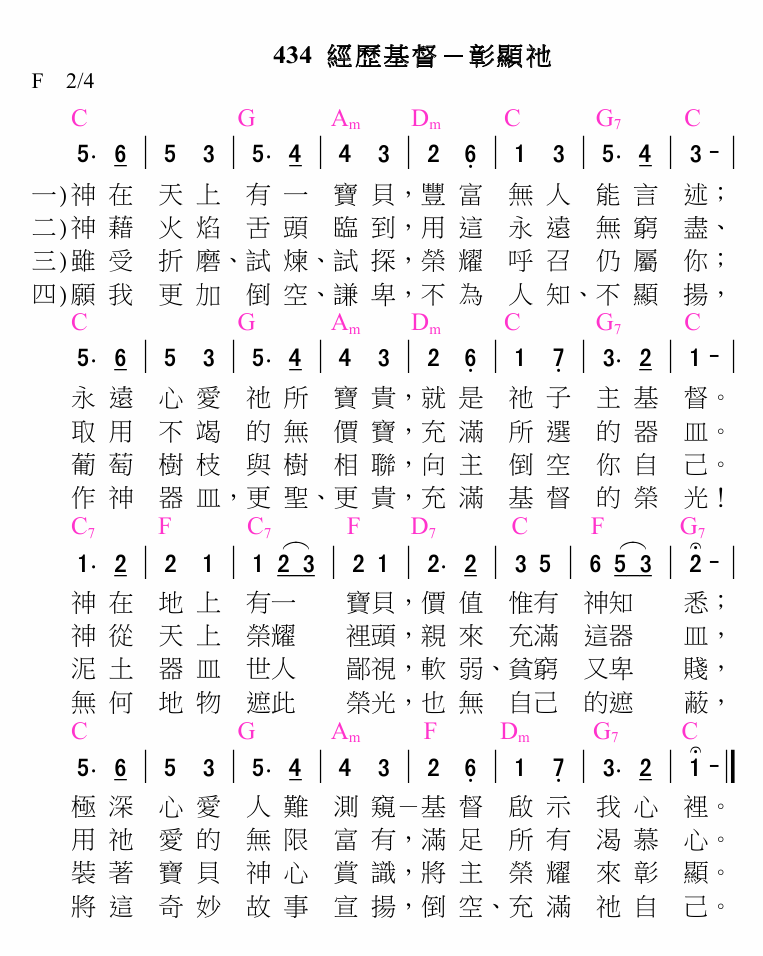 434 經歷基督－彰顯祂
F 2/4
C G Am Dm C G7 C
5· 6 | 5 3 | 5· 4 | 4 3 | 2 6 | 1 3 | 5· 4 | 3 - |
一)神在天上有一寶貝，豐富無人能言述；
二)神藉火焰舌頭臨到，用這永遠無窮盡、
三)雖受折磨、試煉、試探，榮耀呼召仍屬你；
四)願我更加倒空、謙卑，不為人知、不顯揚，
C G Am Dm C G7 C
5· 6 | 5 3 | 5· 4 | 4 3 | 2 6 | 1 7 | 3· 2 | 1 - |
永遠心愛祂所寶貴，就是祂子主基督。
取用不竭的無價寶，充滿所選的器皿。
葡萄樹枝與樹相聯，向主倒空你自己。
作神器皿，更聖、更貴，充滿基督的榮光！
C7 F C7 F D7 C F G7
1· 2 | 2 1 | 1 2 3 | 2 1 | 2· 2 | 3 5 | 6 5 3 | 2 - |
神在地上有一寶貝，價值惟有神知悉；
神從天上榮耀裡頭，親來充滿這器皿，
泥土器皿世人鄙視，軟弱、貧窮又卑賤，
無何地物遮此榮光，也無自己的遮蔽，
C G Am F Dm G7 C
5· 6 | 5 3 | 5· 4 | 4 3 | 2 6 | 1 7 | 3· 2 | 1 - ||
極深心愛人難測窺－基督啟示我心裡。
用祂愛的無限富有，滿足所有渴慕心。
裝著寶貝神心賞識，將主榮耀來彰顯。
將這奇妙故事宣揚，倒空、充滿祂自己。